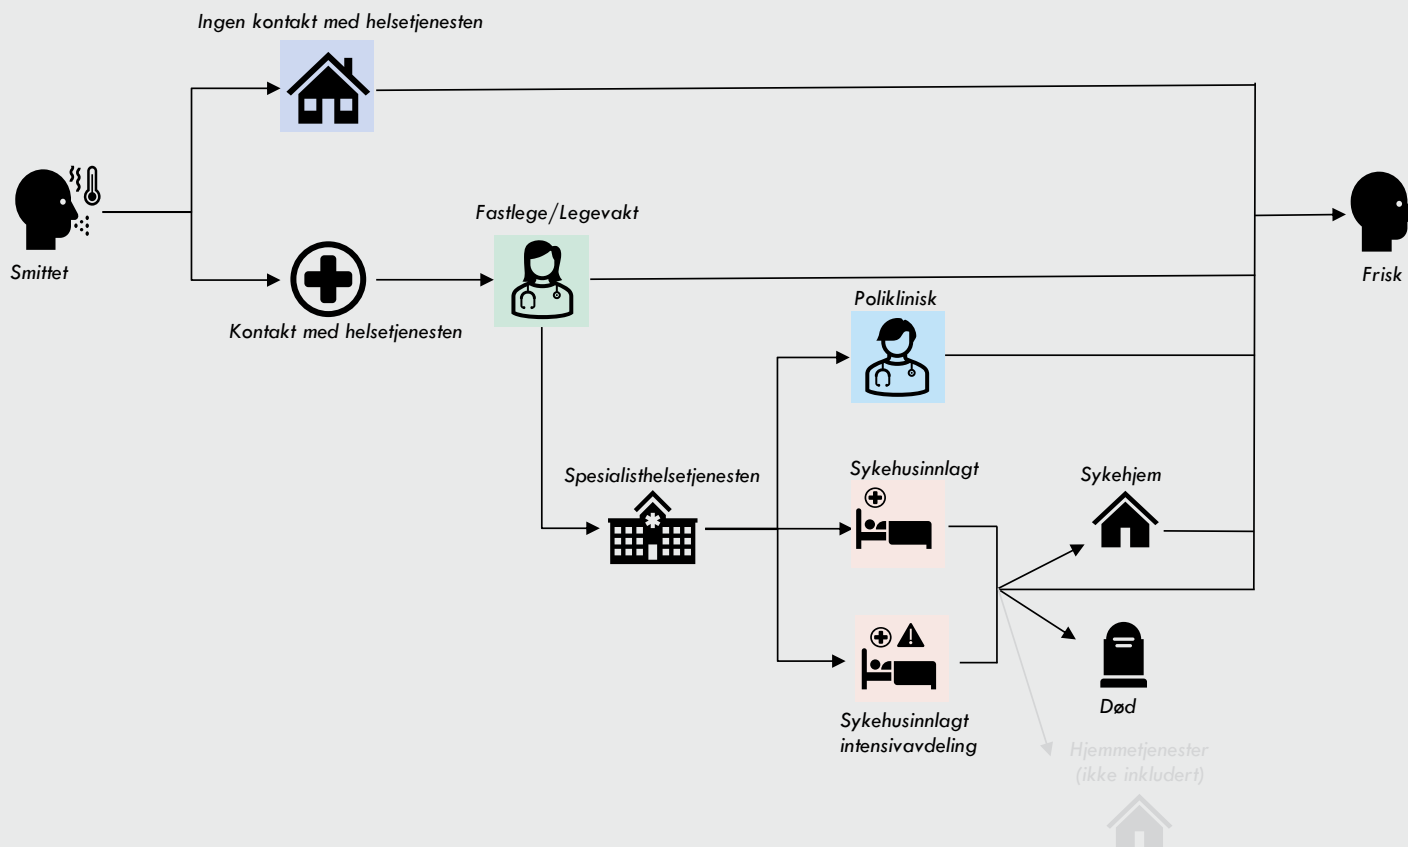 Ingen kontakt med helsetjenesten
Smittet
Kontakt med helsetjenesten
Fastlege/Legevakt
Frisk
Poliklinisk
Spesialisthelsetjenesten
Sykehusinnlagt
Sykehjem
Sykehusinnlagt
intensivavdeling
Død
Hjemmetjenester
(ikke inkludert)